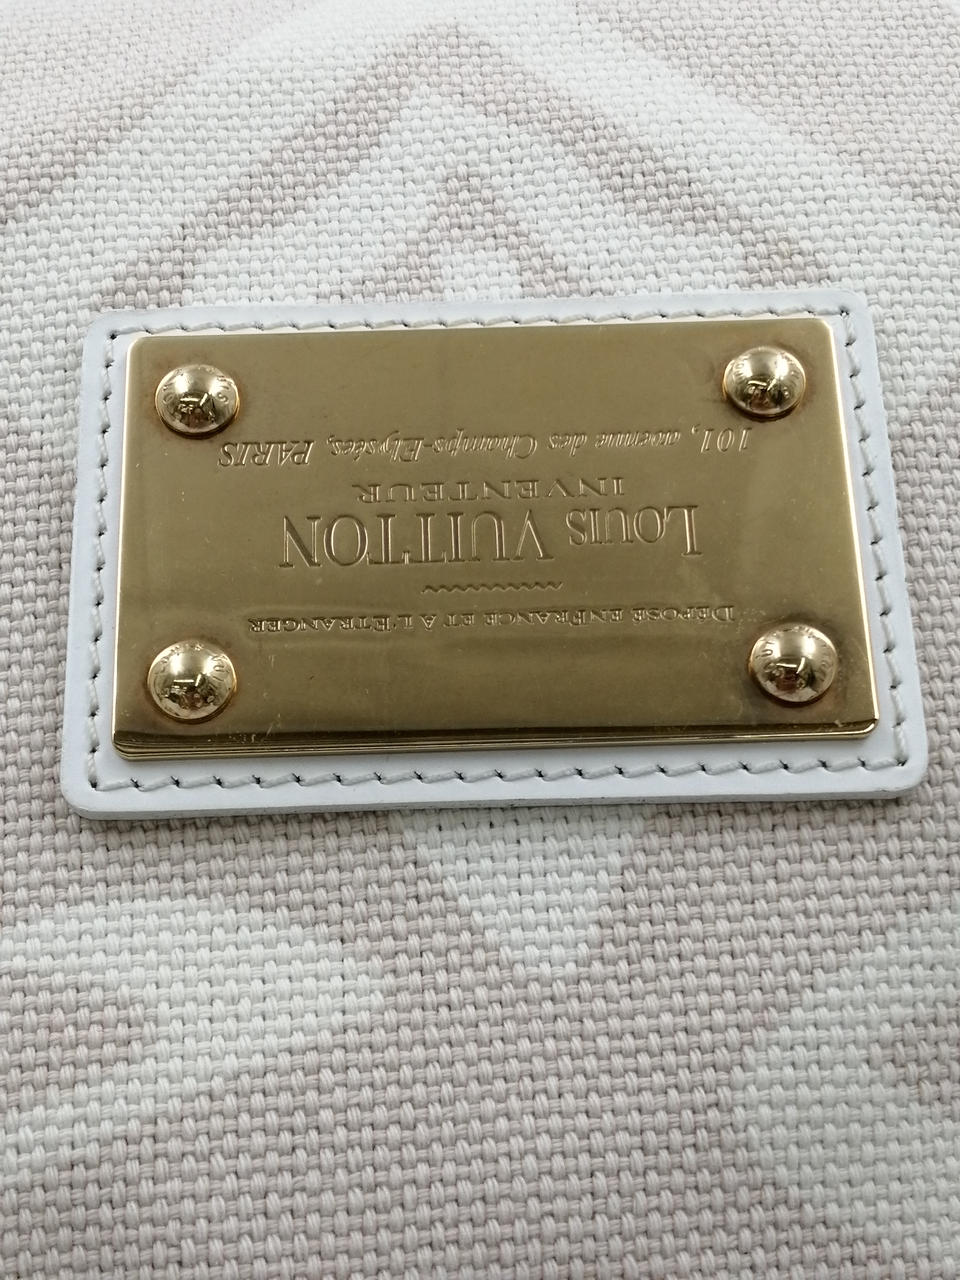 DÉPOSÉ EN FRANCE ET À L'ETRANGER
LOUIS VUITTON
INVENTEUR
101, avenue des Champs-Elysées, PARIS